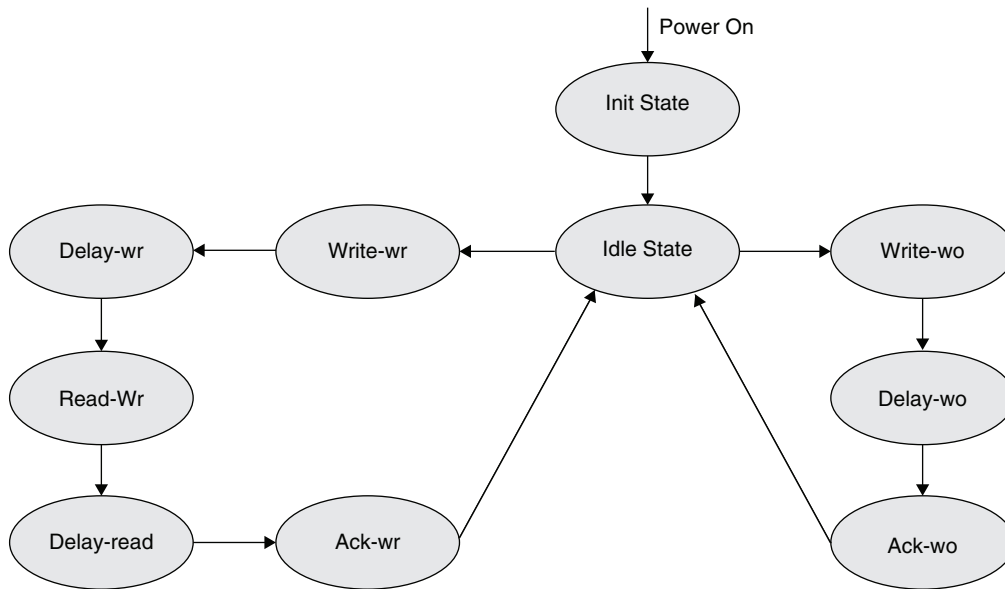 Power On
Init State
Delay-wr
Write-wr
Idle State
Write-wo
Read-Wr
Delay-wo
Delay-read
Ack-wr
Ack-wo